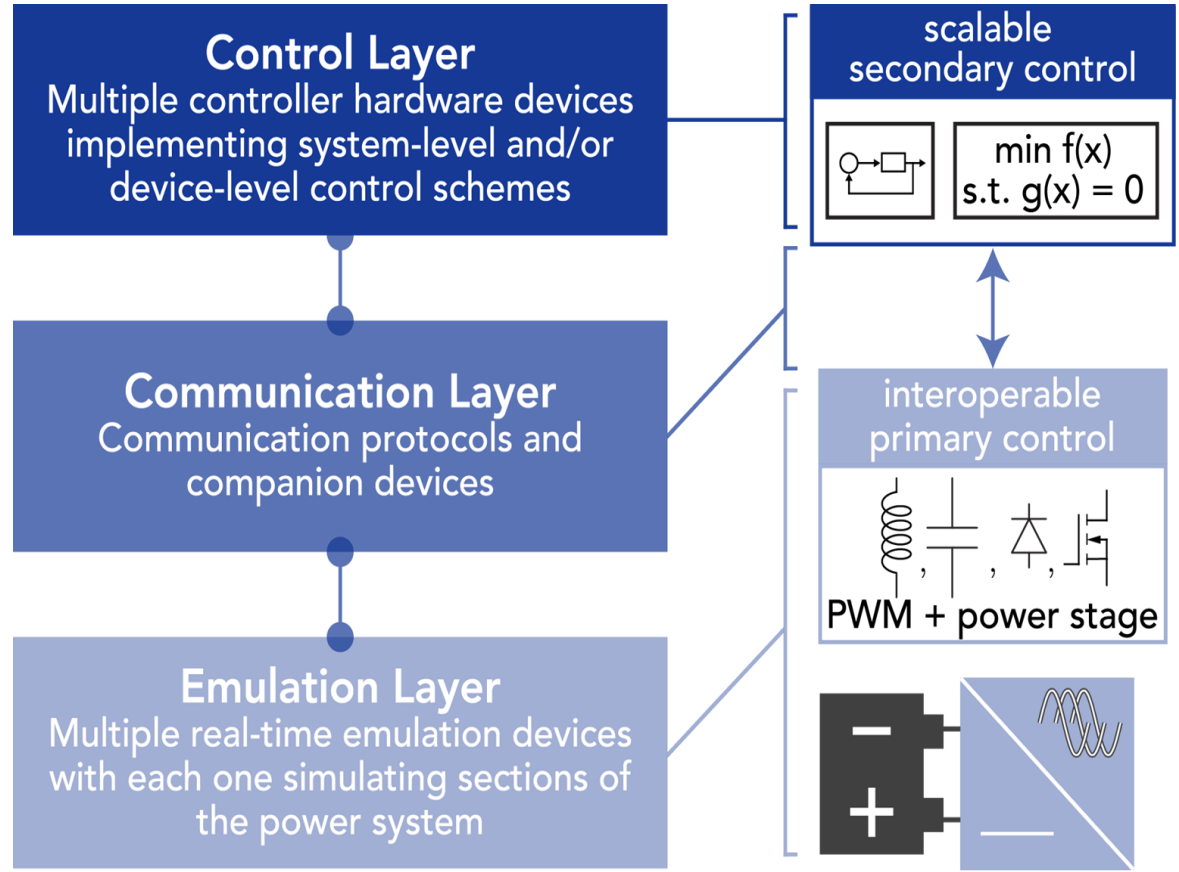 Control Layer
Multiple controller hardware devices
implementing system-level and/or
device-level control schemes
Communication Layer
Communication protocols and
companion devices
Emulation Layer
Multiple real-time emulation devices
with each one simulating sections of
the power system
scalable
secondary control
min f(x)
s.t. g(x) = 0
interoperable
primary control
, , ,
PWM + power stage
− 
+